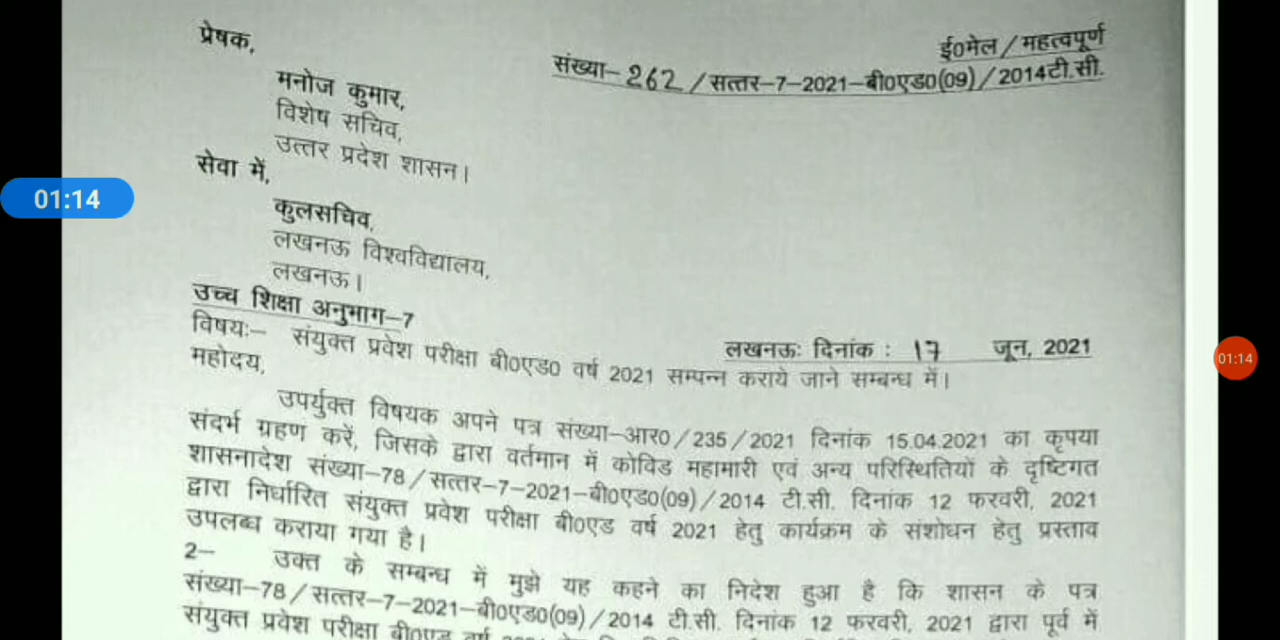 प्रेषक,
ई0मेल/महत्वपूर्ण
संख्या-262/सत्तर-7-2021-बी0एड0(09)/2014टी.सी.
मनोज कुमार,
विशेष सचिव,
उत्तर प्रदेश शासन।
सेवा में,
01:14
कुलसचिव,
लखनऊ विश्वविद्यालय,
लखनऊ।
उच्च शिक्षा अनुभाग-7
लखनऊः दिनांक : 17 जून, 2021
01:14
विषयः- संयुक्त प्रवेश परीक्षा बी0एड0 वर्ष 2021 सम्पन्न कराये जाने सम्बन्ध में।
महोदय,
उपर्युक्त विषयक अपने पत्र संख्या-आर0/235/2021 दिनांक 15.04.2021 का कृपया
संदर्भ ग्रहण करें, जिसके द्वारा वर्तमान में कोविड महामारी एवं अन्य परिस्थितियों के दृष्टिगत
शासनादेश संख्या-78/सत्तर-7-2021-बी0एड0(09)/2014 टी.सी. दिनांक 12 फरवरी, 2021
द्वारा निर्धारित संयुक्त प्रवेश परीक्षा बी0एड वर्ष 2021 हेतु कार्यक्रम के संशोधन हेतु प्रस्ताव
उपलब्ध कराया गया है।
2- उक्त के सम्बन्ध में मुझे यह कहने का निदेश हुआ है कि शासन के पत्र
संख्या-78/सत्तर-7-2021-बी0एड0(09)/2014 टी.सी. दिनांक 12 फरवरी, 2021 द्वारा पूर्व में
संयुक्त प्रवेश परीक्षा बी0एड वर्ष